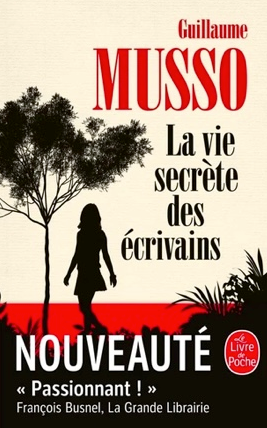 Guillaume
MUSSO
La vie
secrète
des
écrivains
NOUVEAUTÉ
Le
Livre
de
Poche
« Passionnant ! »
François Busnel, La Grande Librairie